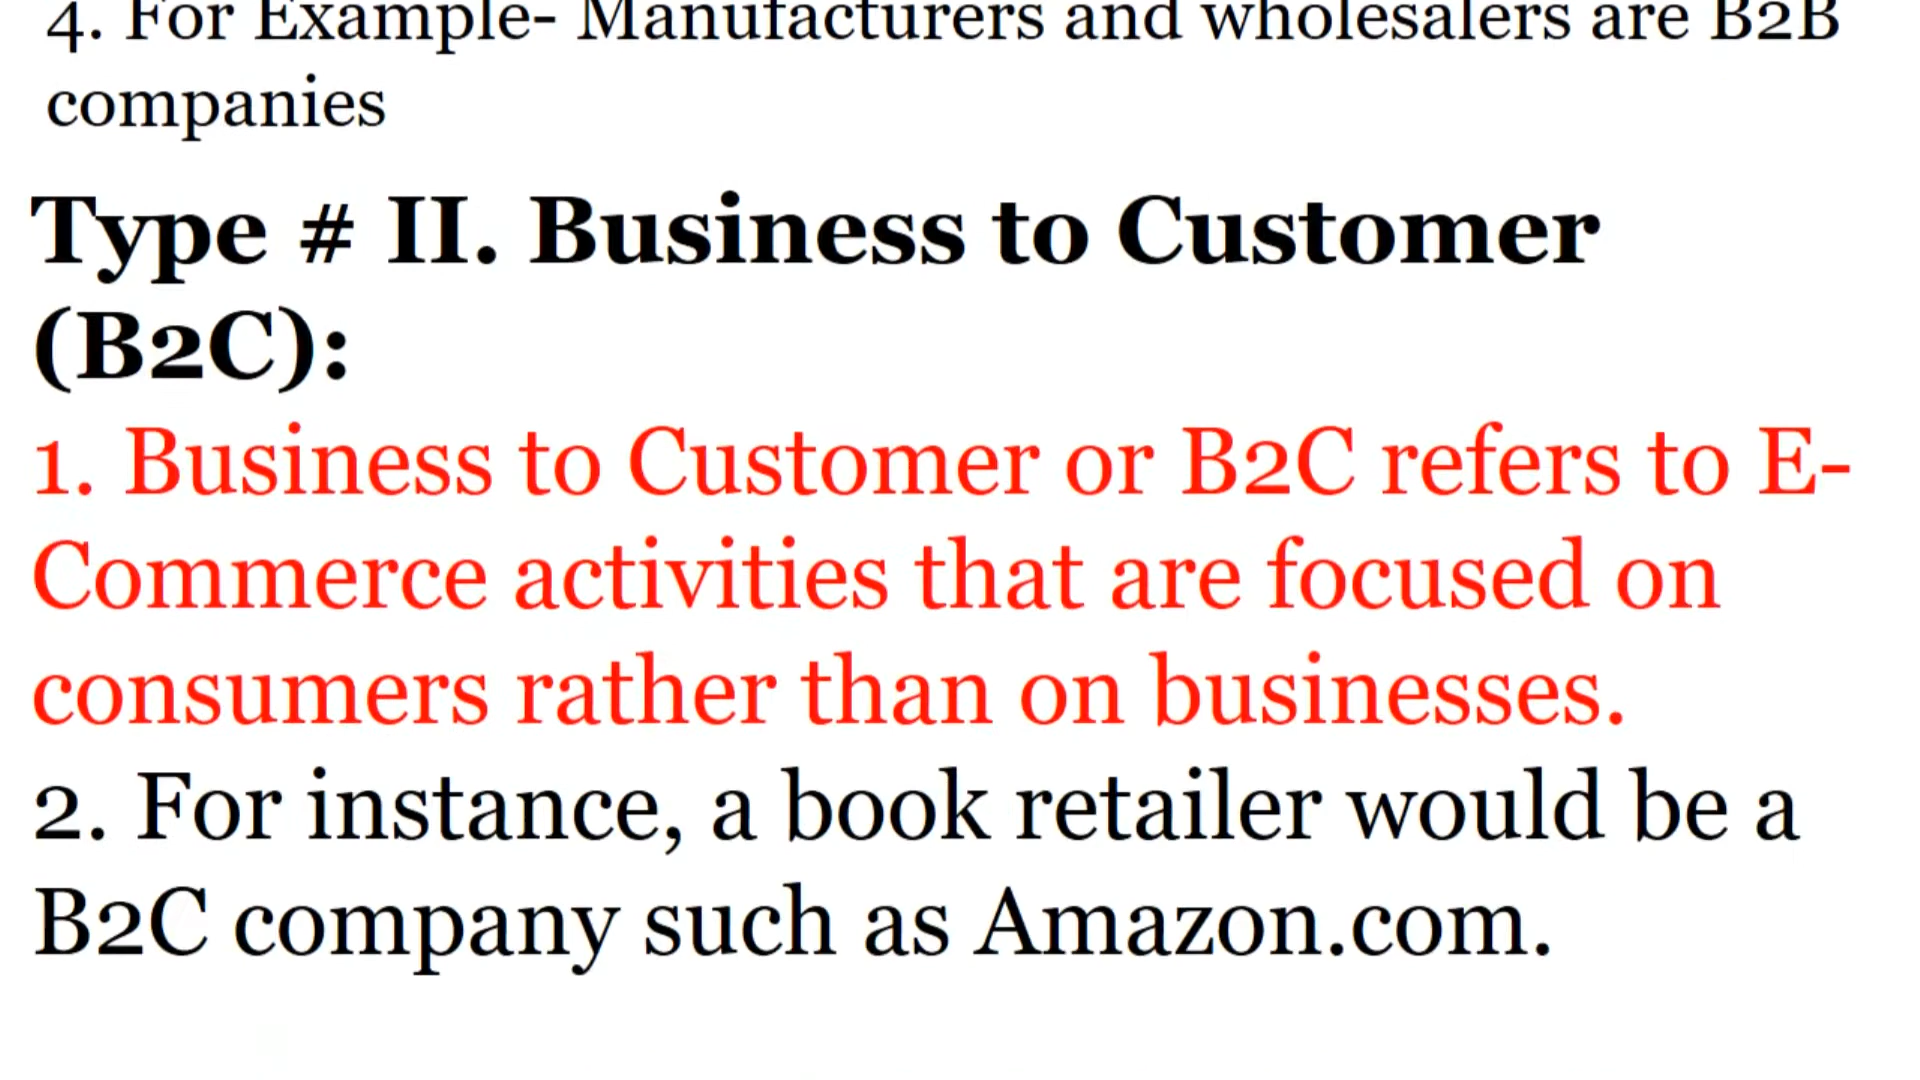 4. For Example- Manufacturers and wholesalers are B2B
companies
Type # II. Business to Customer
(B2C):
1. Business to Customer or B2C refers to E-
Commerce activities that are focused on
consumers rather than on businesses.
2. For instance, a book retailer would be a
B2C company such as Amazon.com.